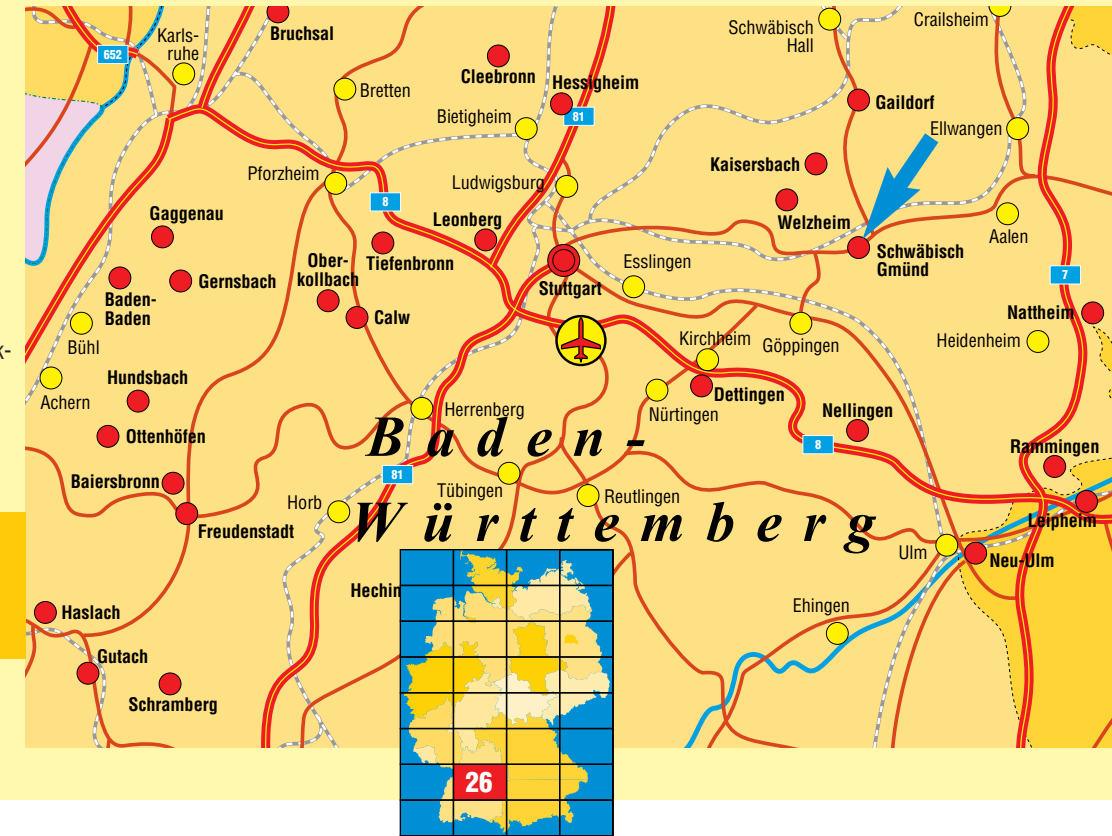 Karls-
ruhe
Bruchsal
Schwäbisch
Hall
Crailsheim
652
Cleebronn
Hessigheim
Bretten
81
Gaildorf
Bietigheim
Ellwangen
Kaisersbach
Pforzheim
Ludwigsburg
8
Gaggenau
Leonberg
Welzheim
Aalen
Tiefenbronn
Schwäbisch
Gmünd
Ober-
kollbach
Esslingen
Gernsbach
Stuttgart
7
Baden-
Baden
Calw
Nattheim
Bühl
Kirchheim
Göppingen
Heidenheim
k-
Hundsbach
Achern
Dettingen
Herrenberg
Nürtingen
Nellingen
Ottenhöfen
Baden-
8
Rammingen
Baiersbronn
81
Tübingen
Reutlingen
Horb
Freudenstadt
Württemberg
Leipheim
Ulm
Neu-Ulm
Hechin
Haslach
Ehingen
Gutach
Schramberg
26